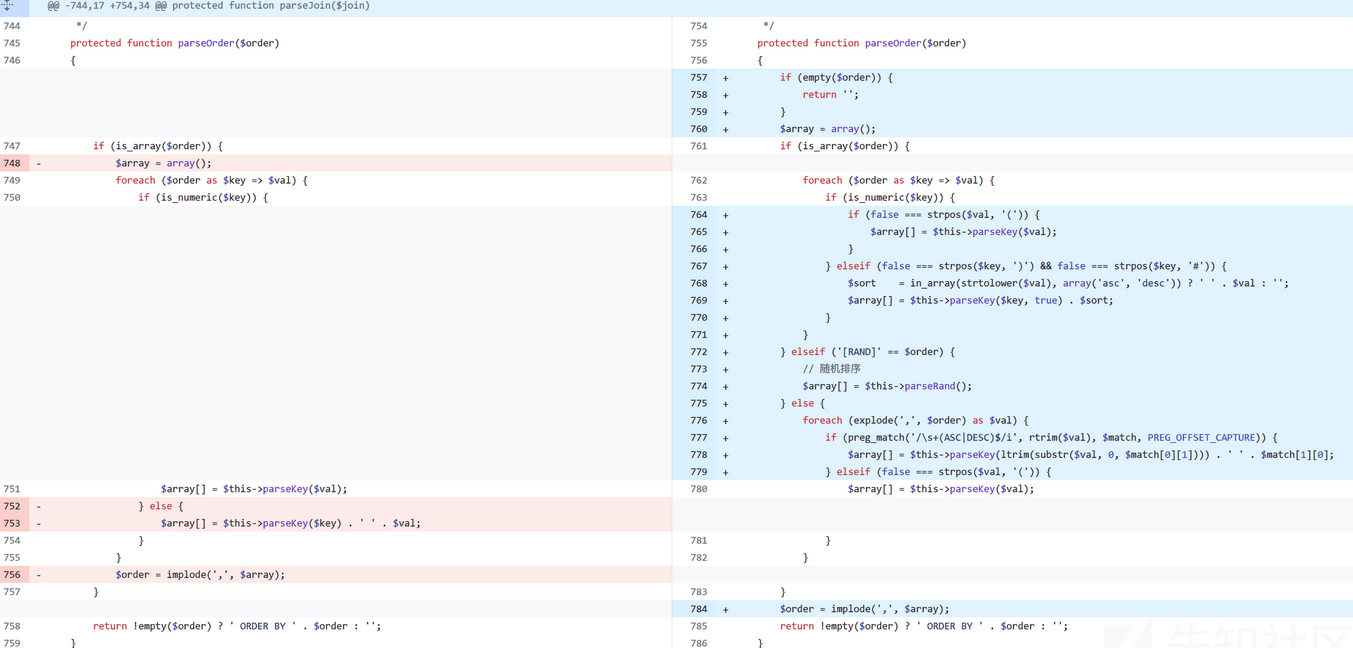 @@ -744,17 +754,34 @@ protected function parseJoin($join)
744 */
745 protected function parseOrder($order)
746 {
747 if (is_array($order)) {
748 - $array = array();
749 foreach ($order as $key => $val) {
750 if (is_numeric($key)) {
751 $array[] = $this->parseKey($val);
752 - } else {
753 - $array[] = $this->parseKey($key) . ' ' . $val;
754 }
755 }
756 - $order = implode(',', $array);
757 }
758 return !empty($order) ? ' ORDER BY ' . $order : '';
759 }
754 */
755 protected function parseOrder($order)
756 {
757 + if (empty($order)) {
758 + return '';
759 + }
760 + $array = array();
761 if (is_array($order)) {
762 foreach ($order as $key => $val) {
763 if (is_numeric($key)) {
764 + if (false === strpos($val, '(')) {
765 + $array[] = $this->parseKey($val);
766 + }
767 + } elseif (false === strpos($key, ')') && false === strpos($key, '#')) {
768 + $sort = in_array(strtolower($val), array('asc', 'desc')) ? ' ' . $val : '';
769 + $array[] = $this->parseKey($key, true) . $sort;
770 + }
771 + }
772 + } elseif ('[RAND]' == $order) {
773 + // 随机排序
774 + $array[] = $this->parseRand();
775 + } else {
776 + foreach (explode(',', $order) as $val) {
777 + if (preg_match('/\s+(ASC|DESC)$/i', rtrim($val), $match, PREG_OFFSET_CAPTURE)) {
778 + $array[] = $this->parseKey(ltrim(substr($val, 0, $match[0][1]))) . ' ' . $match[1][0];
779 + } elseif (false === strpos($val, '(')) {
780 $array[] = $this->parseKey($val);
781 }
782 }
783 }
784 + $order = implode(',', $array);
785 return !empty($order) ? ' ORDER BY ' . $order : '';
786 }
先知社区